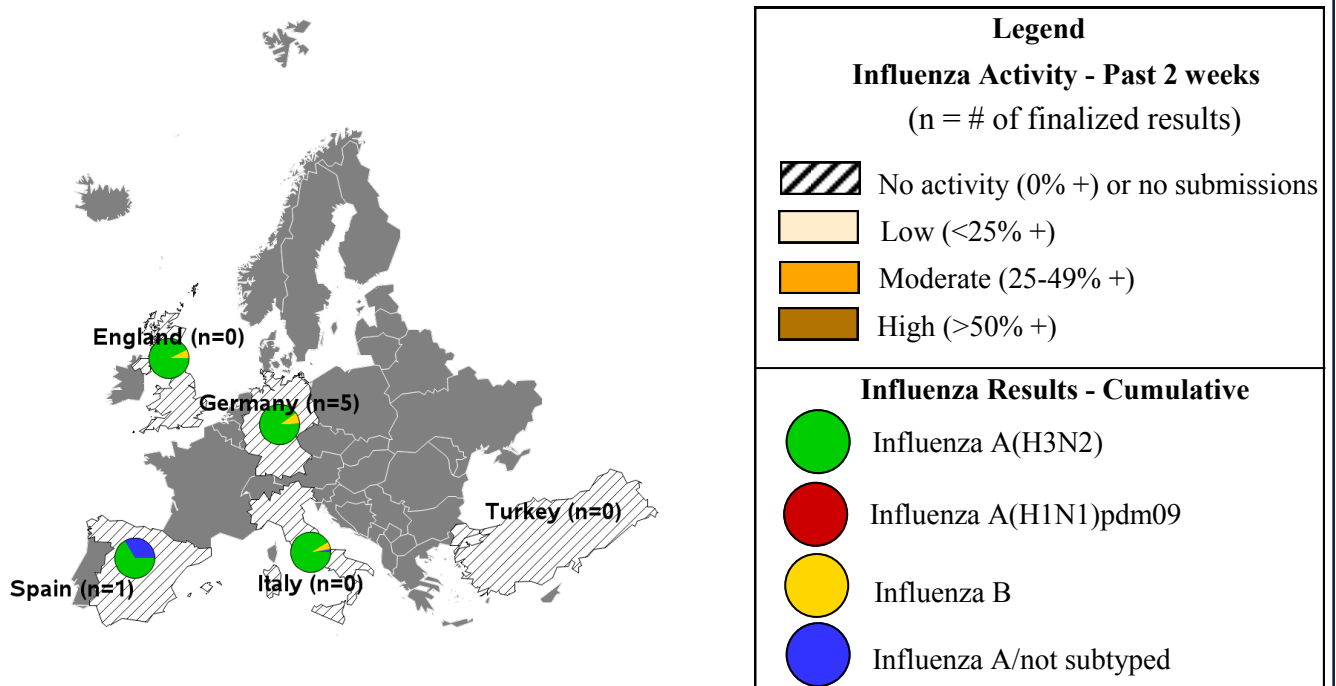 England (n=0)
Germany (n=5)
Turkey (n=0)
Spain (n=1)
Italy (n=0)
Legend
Influenza Activity - Past 2 weeks
(n = # of finalized results)
No activity (0% +) or no submissions
Low (<25% +)
Moderate (25-49% +)
High (>50% +)
Influenza Results - Cumulative
Influenza A(H3N2)
Influenza A(H1N1)pdm09
Influenza B
Influenza A/not subtyped